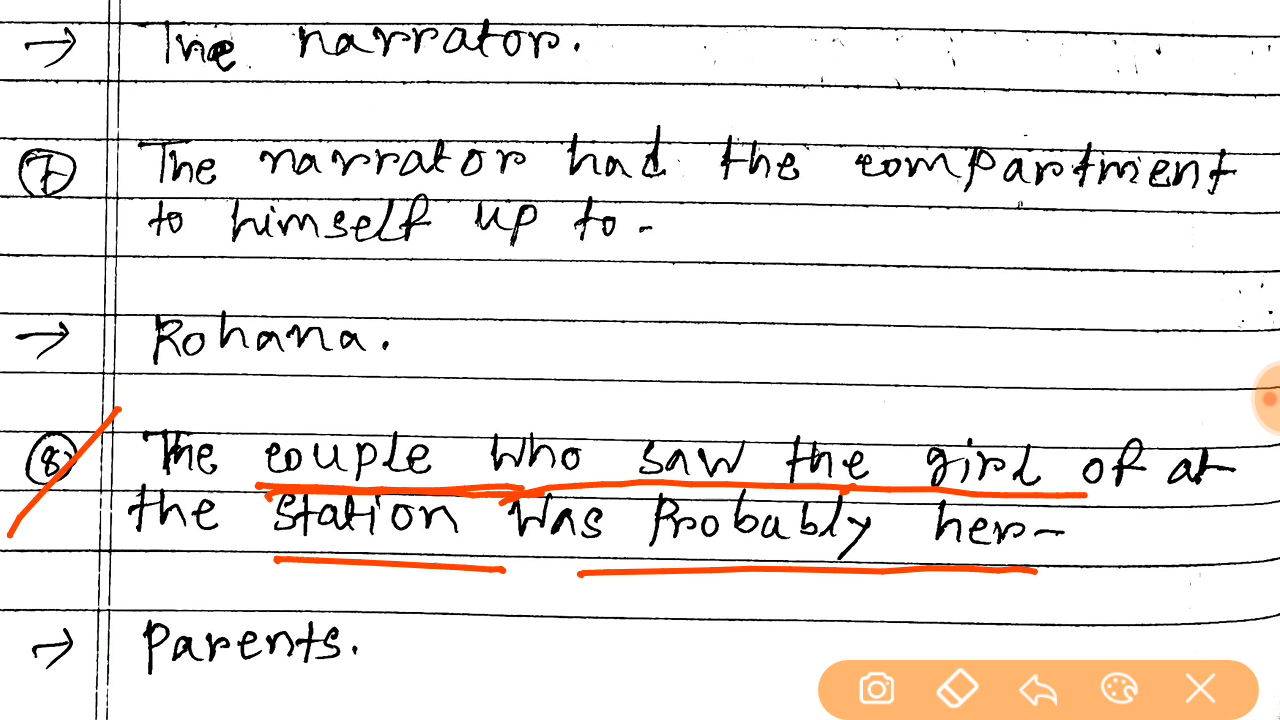 → The narrator.
⑦ The narrator had the compartment
to himself up to -
→ Rohana.
⑧ The couple who saw the girl of at
the station was Probably her-
→ Parents.